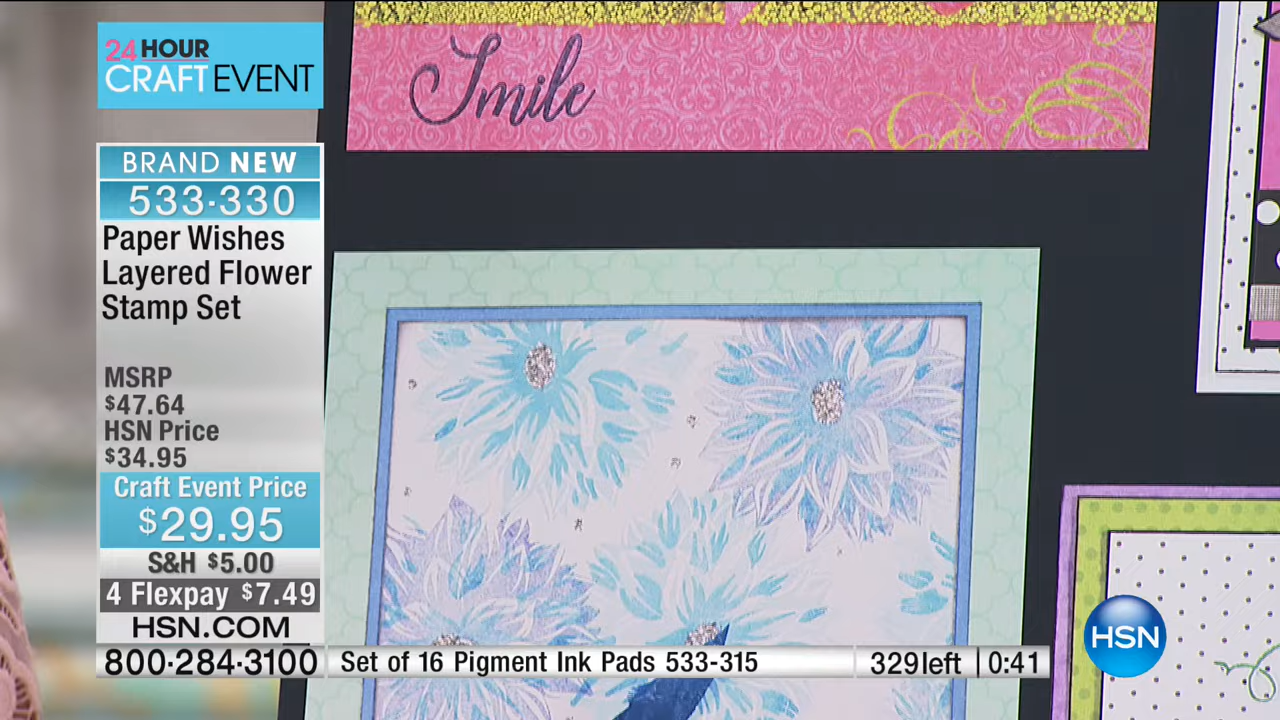 24 HOUR
CRAFT EVENT
BRAND NEW
533·330
Paper Wishes
Layered Flower
Stamp Set
MSRP
$47.64
HSN Price
$34.95
Craft Event Price
$29.95
S&H $5.00
4 Flexpay $7.49
HSN.COM
800·284·3100
Set of 16 Pigment Ink Pads 533-315
329 left
0:41
Smile
HSN